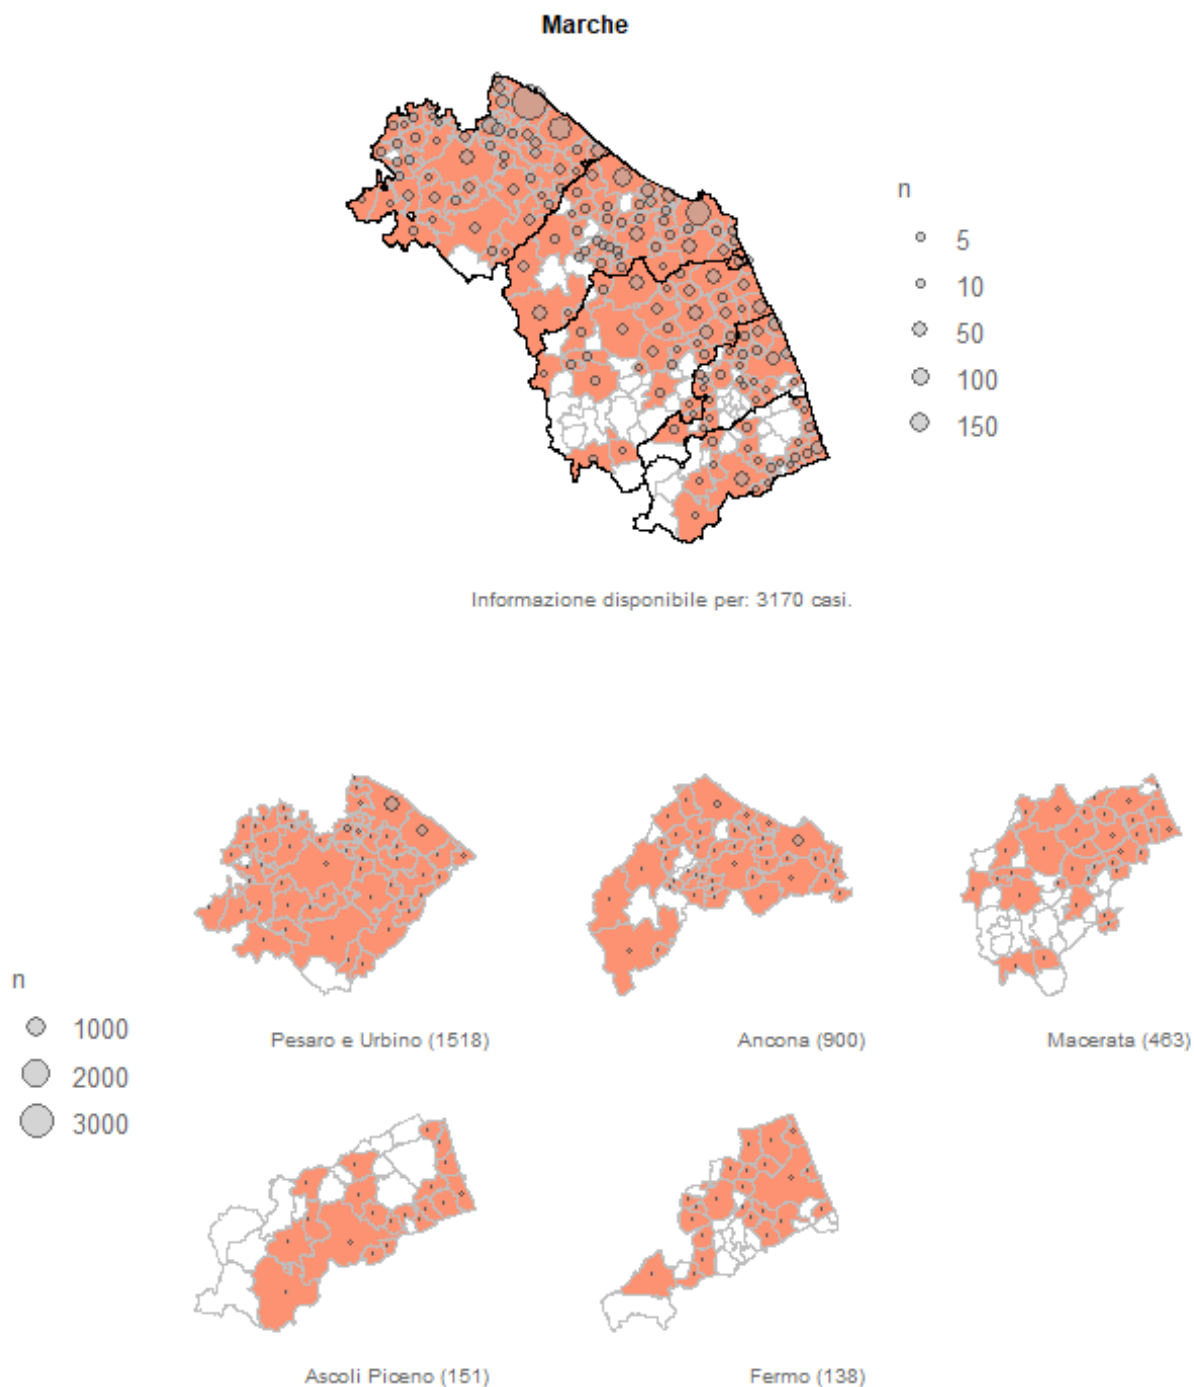 Marche
n
5
10
50
100
150
Informazione disponibile per: 3170 casi.
Pesaro e Urbino (1518)
Ancona (900)
Macerata (463)
n
1000
2000
3000
Ascoli Piceno (151)
Fermo (138)